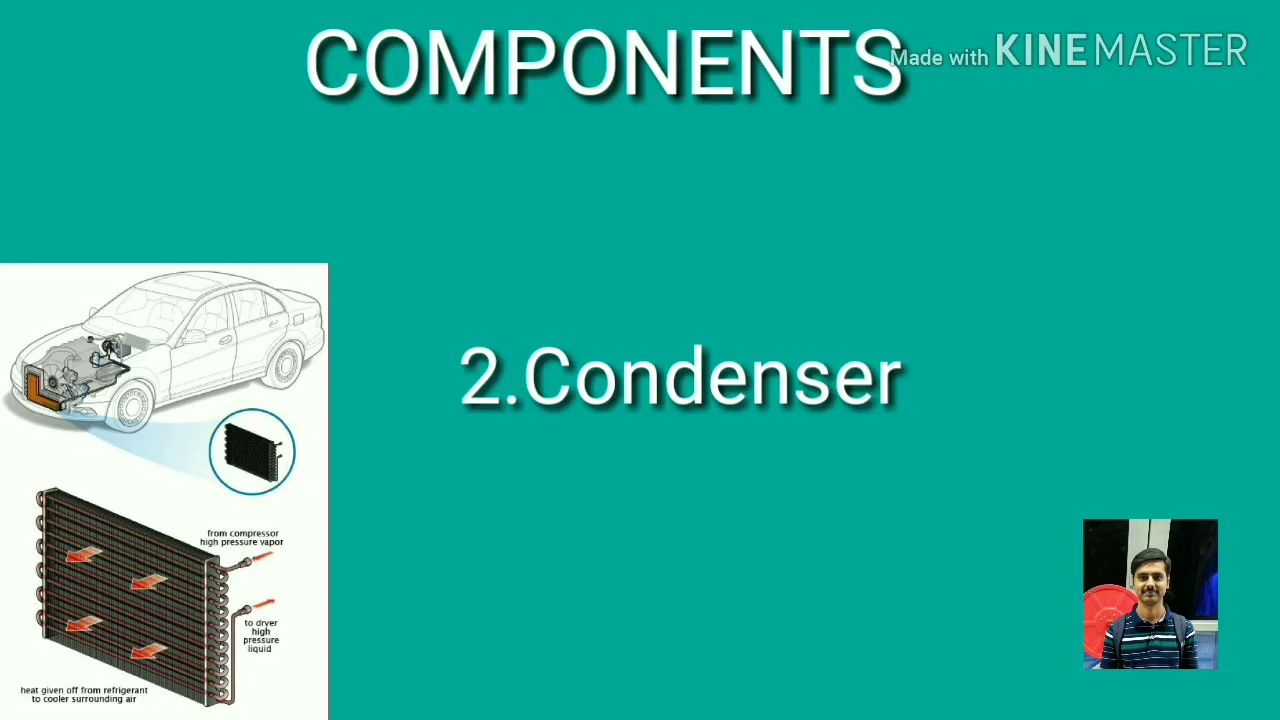 COMPONENTS
Made with KINEMASTER
2.Condenser
from compressor
high pressure vapor
to dryer
high
pressure
liquid
heat given off from refrigerant
to cooler surrounding air